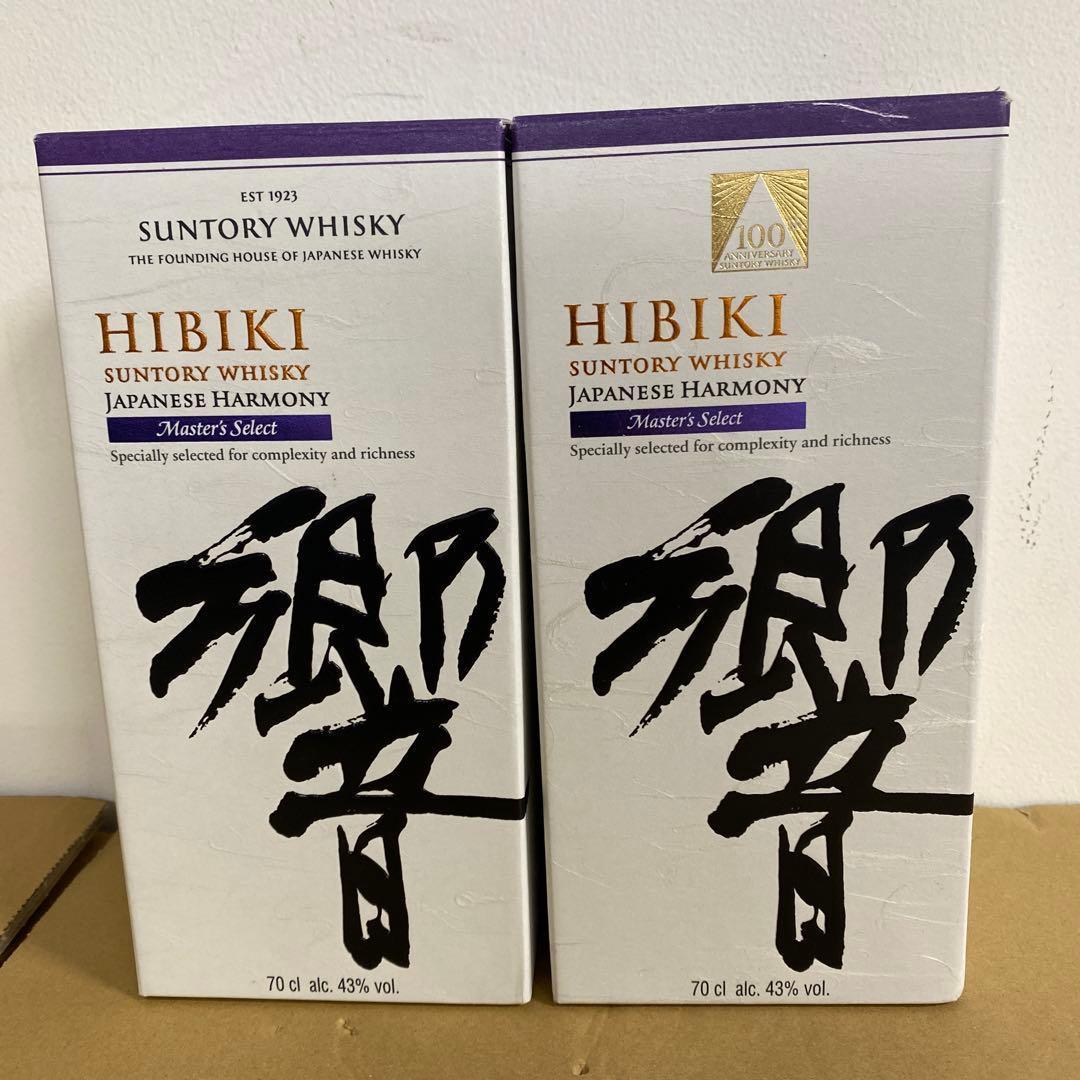 EST 1923
SUNTORY WHISKY
THE FOUNDING HOUSE OF JAPANESE WHISKY
HIBIKI
SUNTORY WHISKY
JAPANESE HARMONY
Master's Select
Specially selected for complexity and richness
響
70 cl alc. 43% vol.
100TH
ANNIVERSARY
SUNTORY WHISKY
HIBIKI
SUNTORY WHISKY
JAPANESE HARMONY
Master's Select
Specially selected for complexity and richness
響
70 cl alc. 43% vol.